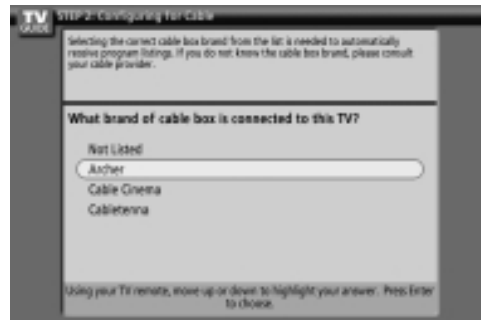 TV
GUIDE
STEP 2: Configuring for Cable
Selecting the correct cable box brand from the list is needed to automatically
receive program listings. If you do not know the cable box brand, please consult
your cable provider.
What brand of cable box is connected to this TV?
Not Listed
Archer
Cable Cinema
Cabletenna
Using your TV remote, move up or down to highlight your answer. Press Enter
to choose.